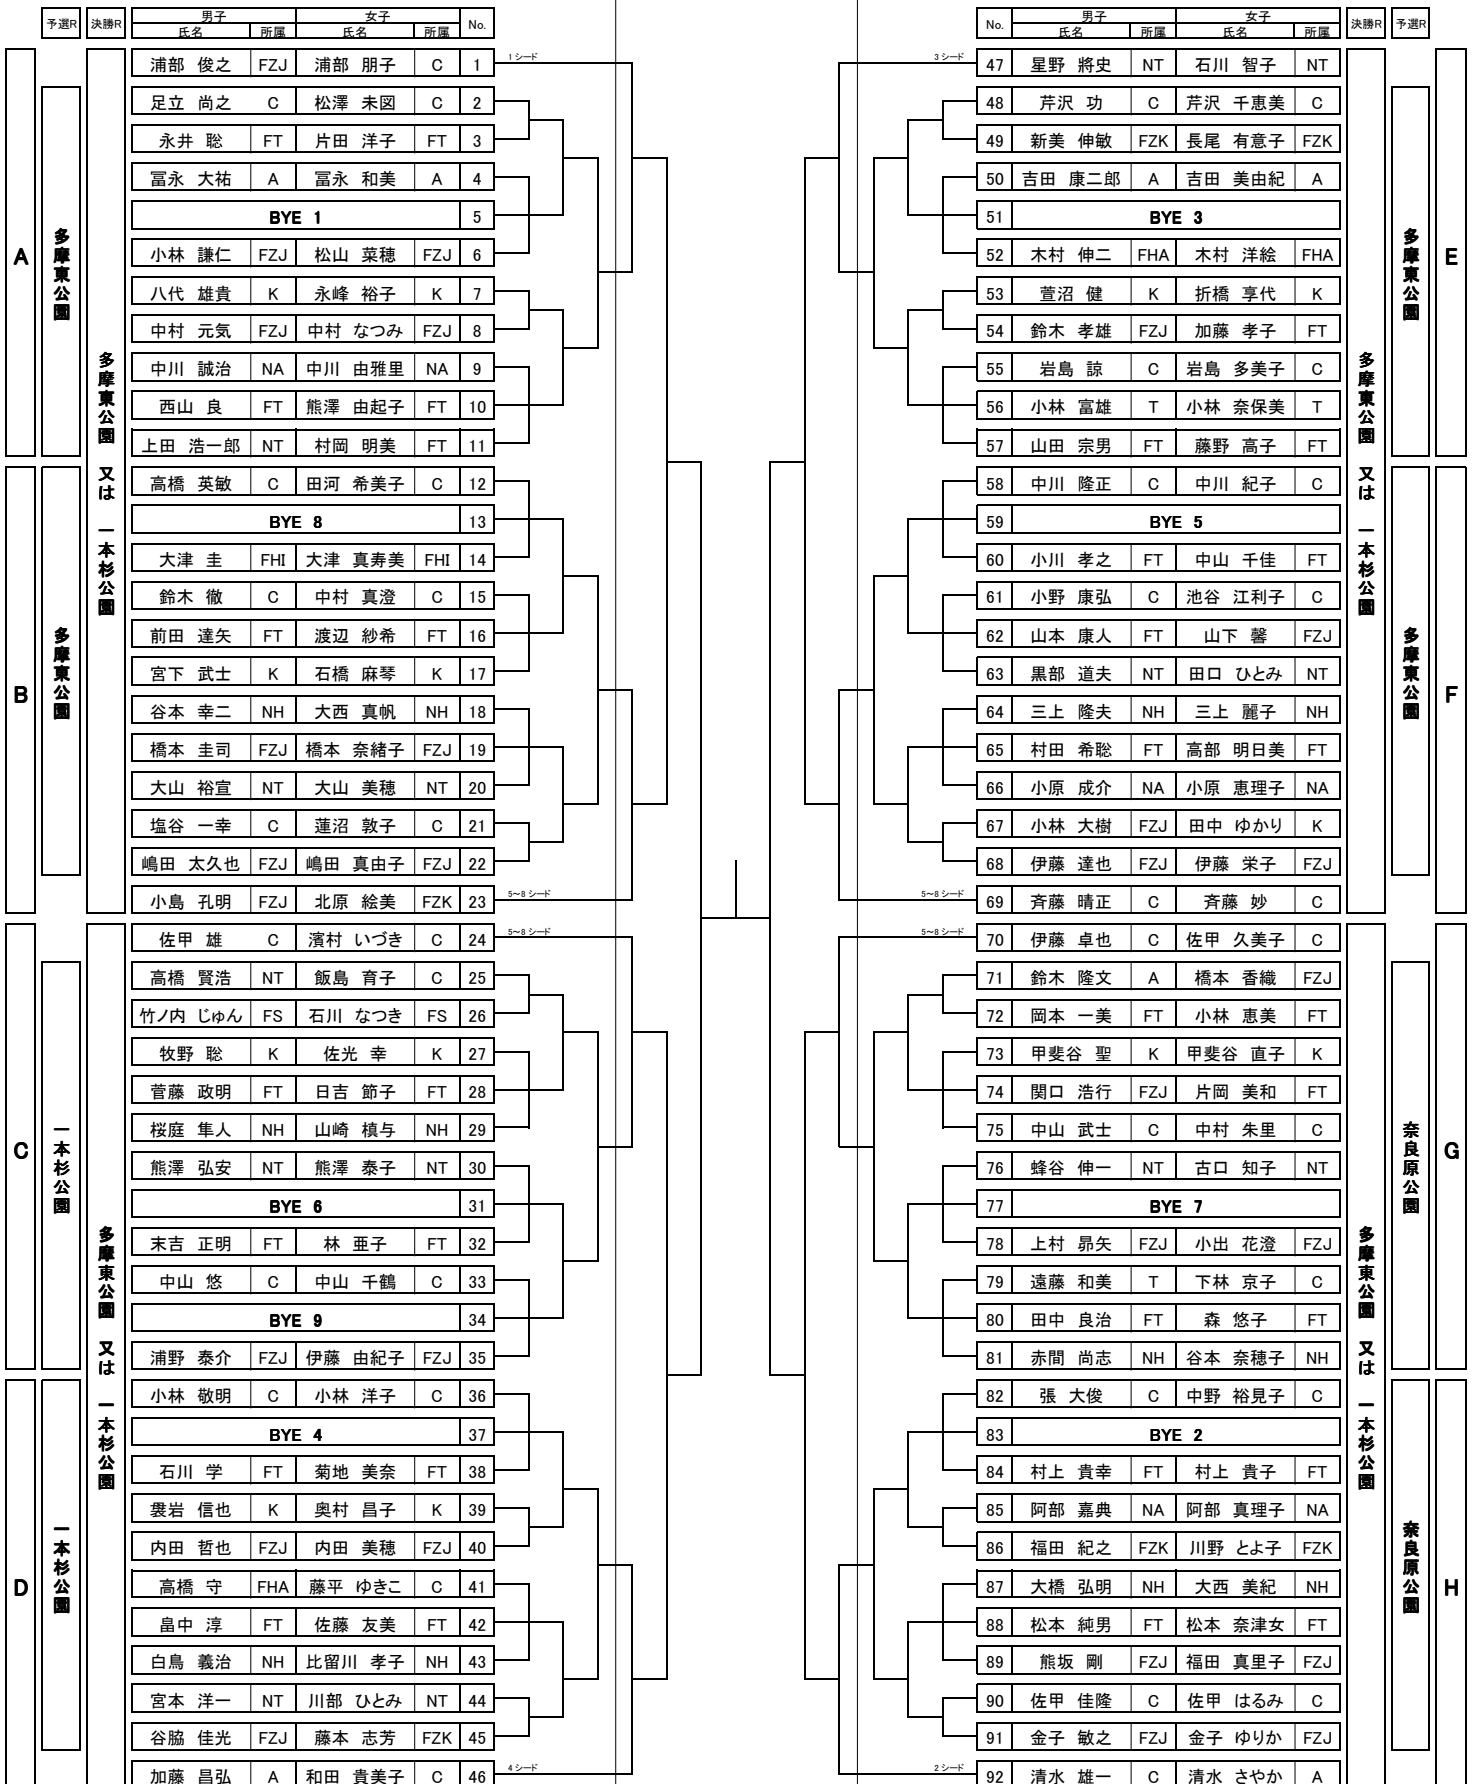 予選R 決勝R 男子 女子 No.
氏名 所属 氏名 所属
No. 男子 女子 決勝R 予選R
氏名 所属 氏名 所属
A
多摩東公園
B
多摩東公園
多摩東公園 又は 一本杉公園
浦部 俊之 FZJ 浦部 朋子 C 1 1シード
足立 尚之 C 松澤 未図 C 2
永井 聡 FT 片田 洋子 FT 3
冨永 大祐 A 冨永 和美 A 4
BYE 1 5
小林 謙仁 FZJ 松山 菜穂 FZJ 6
八代 雄貴 K 永峰 裕子 K 7
中村 元気 FZJ 中村 なつみ FZJ 8
中川 誠治 NA 中川 由雅里 NA 9
西山 良 FT 熊澤 由起子 FT 10
上田 浩一郎 NT 村岡 明美 FT 11
高橋 英敏 C 田河 希美子 C 12
BYE 8 13
大津 圭 FHI 大津 真寿美 FHI 14
鈴木 徹 C 中村 真澄 C 15
前田 達矢 FT 渡辺 紗希 FT 16
宮下 武士 K 石橋 麻琴 K 17
谷本 幸二 NH 大西 真帆 NH 18
橋本 圭司 FZJ 橋本 奈緒子 FZJ 19
大山 裕宣 NT 大山 美穂 NT 20
塩谷 一幸 C 蓮沼 敦子 C 21
嶋田 太久也 FZJ 嶋田 真由子 FZJ 22
小島 孔明 FZJ 北原 絵美 FZK 23 5~8シード
C
一本杉公園
D
一本杉公園
多摩東公園 又は 一本杉公園
佐甲 雄 C 濱村 いづき C 24 5~8シード
高橋 賢浩 NT 飯島 育子 C 25
竹ノ内 じゅん FS 石川 なつき FS 26
牧野 聡 K 佐光 幸 K 27
菅藤 政明 FT 日吉 節子 FT 28
桜庭 隼人 NH 山崎 槙与 NH 29
熊澤 弘安 NT 熊澤 泰子 NT 30
BYE 6 31
末吉 正明 FT 林 亜子 FT 32
中山 悠 C 中山 千鶴 C 33
BYE 9 34
浦野 泰介 FZJ 伊藤 由紀子 FZJ 35
小林 敬明 C 小林 洋子 C 36
BYE 4 37
石川 学 FT 菊地 美奈 FT 38
袰岩 信也 K 奥村 昌子 K 39
内田 哲也 FZJ 内田 美穂 FZJ 40
高橋 守 FHA 藤平 ゆきこ C 41
畠中 淳 FT 佐藤 友美 FT 42
白鳥 義治 NH 比留川 孝子 NH 43
宮本 洋一 NT 川部 ひとみ NT 44
谷脇 佳光 FZJ 藤本 志芳 FZK 45
加藤 昌弘 A 和田 貴美子 C 46 4シード
3シード 47 星野 將史 NT 石川 智子 NT
48 芹沢 功 C 芹沢 千恵美 C
49 新美 伸敏 FZK 長尾 有意子 FZK
50 吉田 康二郎 A 吉田 美由紀 A
51 BYE 3
52 木村 伸二 FHA 木村 洋絵 FHA
53 萱沼 健 K 折橋 享代 K
54 鈴木 孝雄 FZJ 加藤 孝子 FT
55 岩島 諒 C 岩島 多美子 C
56 小林 富雄 T 小林 奈保美 T
57 山田 宗男 FT 藤野 高子 FT
58 中川 隆正 C 中川 紀子 C
59 BYE 5
60 小川 孝之 FT 中山 千佳 FT
61 小野 康弘 C 池谷 江利子 C
62 山本 康人 FT 山下 馨 FZJ
63 黒部 道夫 NT 田口 ひとみ NT
64 三上 隆夫 NH 三上 麗子 NH
65 村田 希聡 FT 高部 明日美 FT
66 小原 成介 NA 小原 恵理子 NA
67 小林 大樹 FZJ 田中 ゆかり K
68 伊藤 達也 FZJ 伊藤 栄子 FZJ
5~8シード 69 斉藤 晴正 C 斉藤 妙 C
多摩東公園 又は 一本杉公園
多摩東公園
E
多摩東公園
F
5~8シード 70 伊藤 卓也 C 佐甲 久美子 C
71 鈴木 隆文 A 橋本 香織 FZJ
72 岡本 一美 FT 小林 恵美 FT
73 甲斐谷 聖 K 甲斐谷 直子 K
74 関口 浩行 FZJ 片岡 美和 FT
75 中山 武士 C 中村 朱里 C
76 蜂谷 伸一 NT 古口 知子 NT
77 BYE 7
78 上村 昴矢 FZJ 小出 花澄 FZJ
79 遠藤 和美 T 下林 京子 C
80 田中 良治 FT 森 悠子 FT
81 赤間 尚志 NH 谷本 奈穂子 NH
82 張 大俊 C 中野 裕見子 C
83 BYE 2
84 村上 貴幸 FT 村上 貴子 FT
85 阿部 嘉典 NA 阿部 真理子 NA
86 福田 紀之 FZK 川野 とよ子 FZK
87 大橋 弘明 NH 大西 美紀 NH
88 松本 純男 FT 松本 奈津女 FT
89 熊坂 剛 FZJ 福田 真里子 FZJ
90 佐甲 佳隆 C 佐甲 はるみ C
91 金子 敏之 FZJ 金子 ゆりか FZJ
2シード 92 清水 雄一 C 清水 さやか A
多摩東公園 又は 一本杉公園
奈良原公園
G
奈良原公園
H